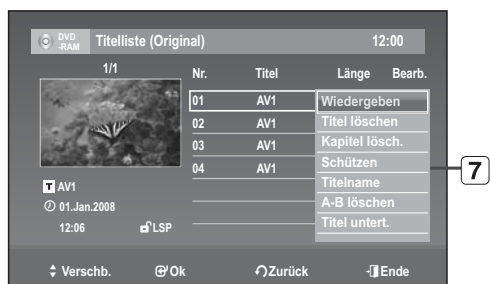 DVD -RAM Titelliste (Original) 12:00
1/1
Nr. Titel Länge Bearb.
01 AV1
02 AV1
03 AV1
04 AV1
Wiedergeben
Titel löschen
Kapitel lösch.
Schützen
Titelname
A-B löschen
Titel untert.
7
T AV1
01.Jan.2008
12:06 LSP
Verschb. Ok Zurück Ende